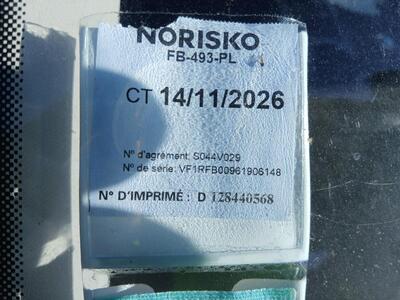 NORISKO
FB-493-PL
CT 14/11/2026
N° d'agrément: S044V029
N° de série: VF1RFB00961906148
N° D'IMPRIMÉ : D 128440568